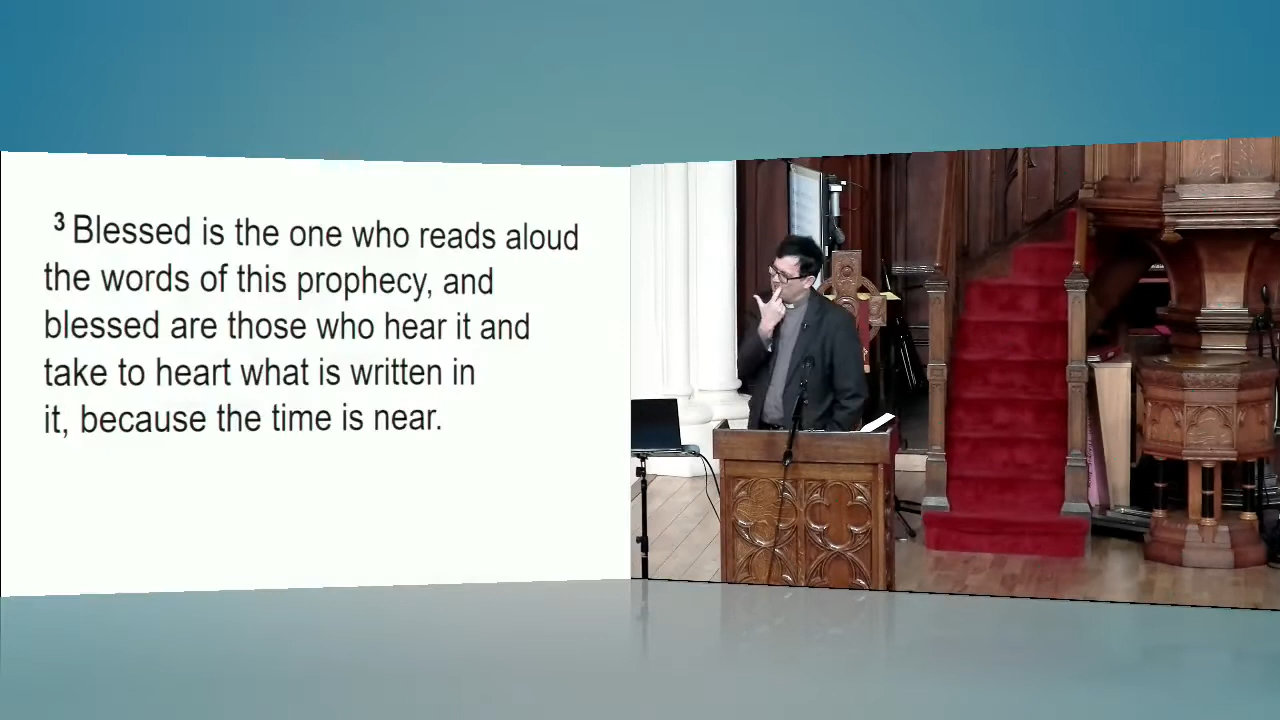 3 Blessed is the one who reads aloud
the words of this prophecy, and
blessed are those who hear it and
take to heart what is written in
it, because the time is near.